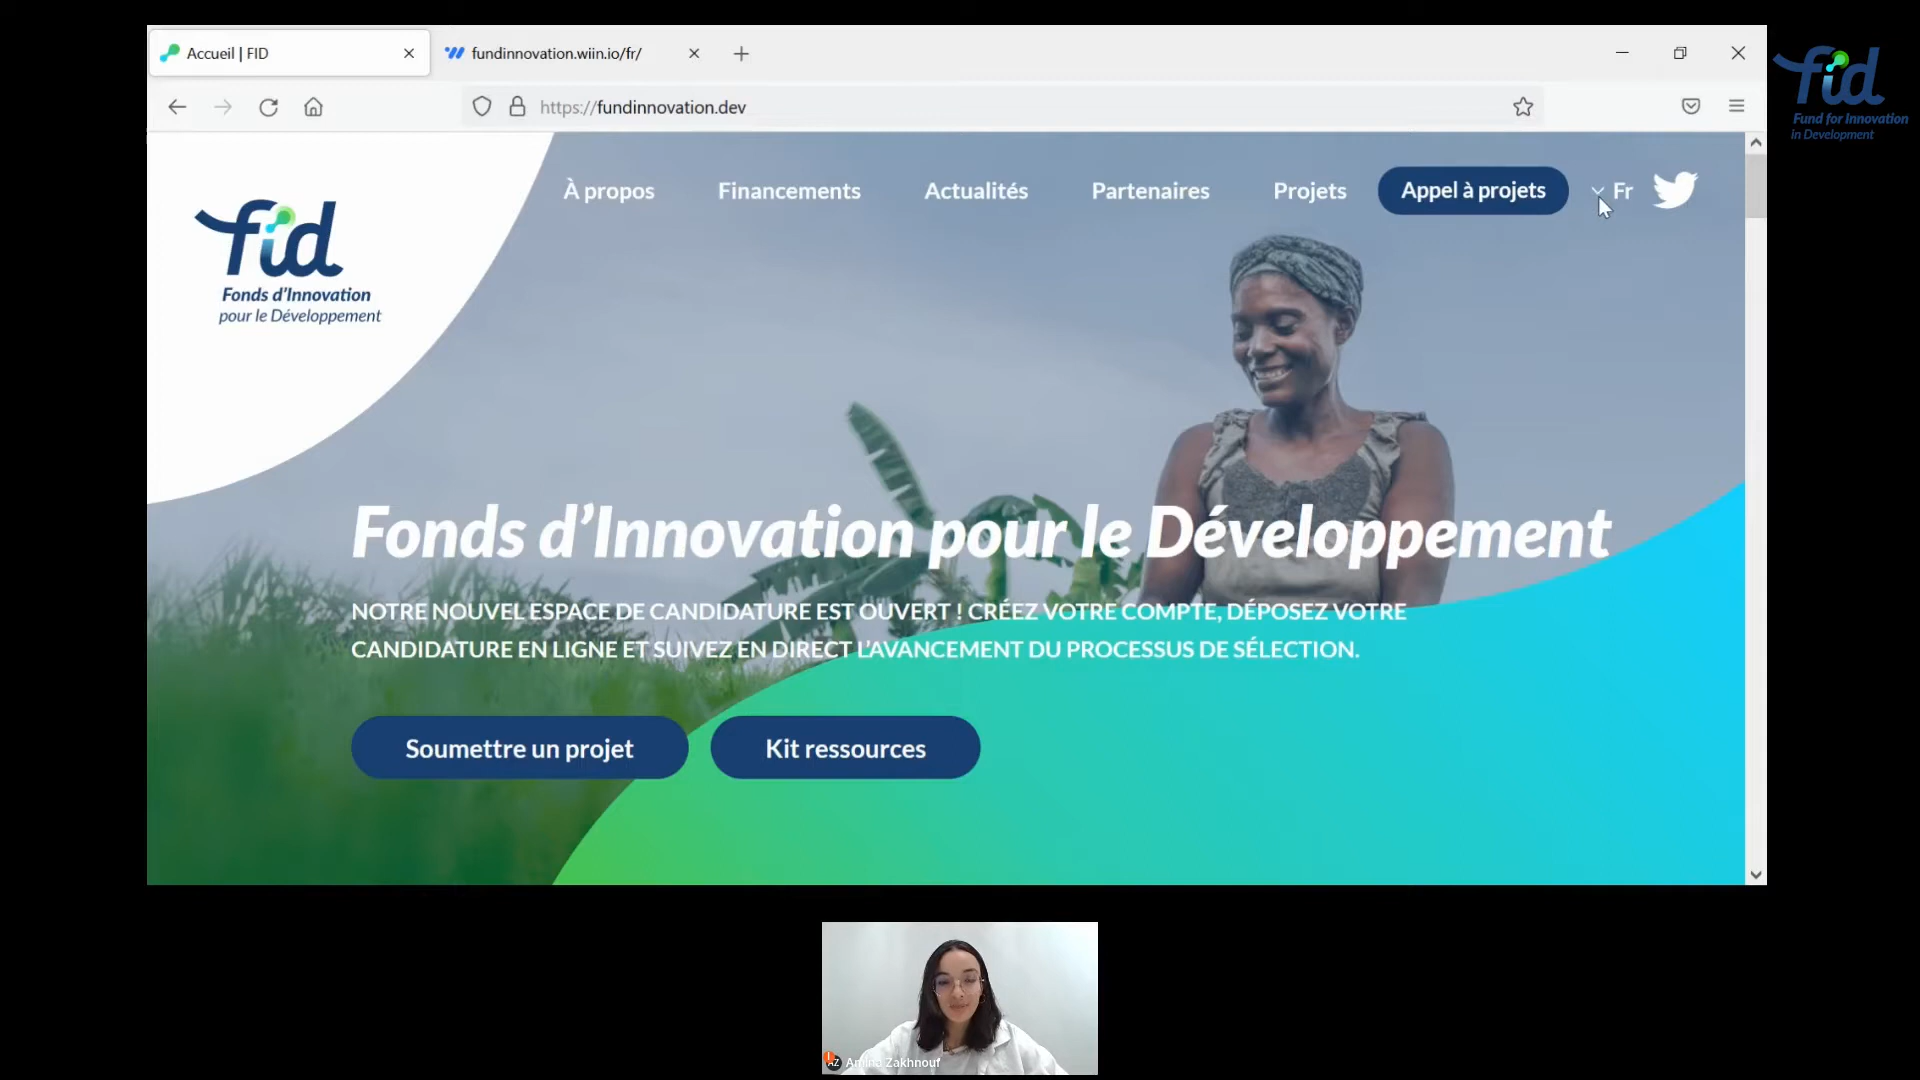 Accueil | FID
fundinnovation.wiin.io/fr/
https://fundinnovation.dev
fid
Fund for Innovation
in Development
À propos
Financements
Actualités
Partenaires
Projets
Appel à projets
Fr
fid
Fonds d'Innovation
pour le Développement
Fonds d'Innovation pour le Développement
NOTRE NOUVEL ESPACE DE CANDIDATURE EST OUVERT ! CRÉEZ VOTRE COMPTE, DÉPOSEZ VOTRE
CANDIDATURE EN LIGNE ET SUIVEZ EN DIRECT L'AVANCEMENT DU PROCESSUS DE SÉLECTION.
Soumettre un projet
Kit ressources
AZ
Amina Zakhnouf